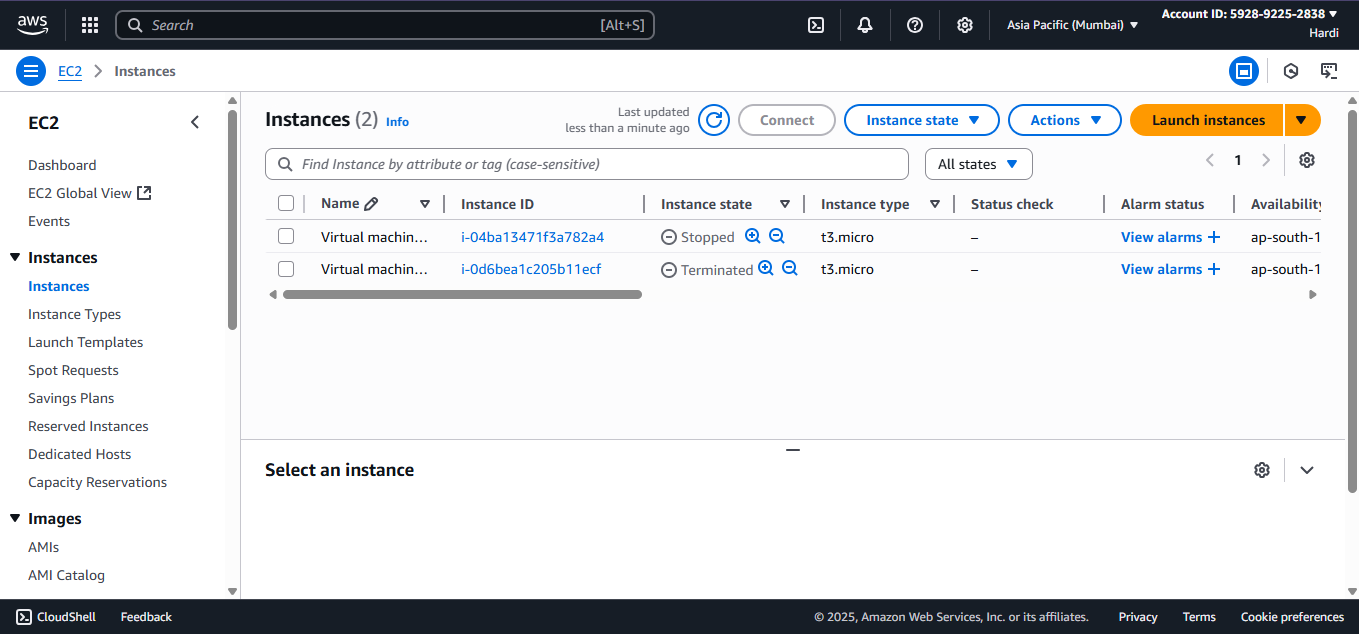 aws
Search [Alt+S]
Asia Pacific (Mumbai)
Account ID: 5928-9225-2838
Hardi
EC2 Instances
EC2
Dashboard
EC2 Global View
Events
Instances
Instances
Instance Types
Launch Templates
Spot Requests
Savings Plans
Reserved Instances
Dedicated Hosts
Capacity Reservations
Images
AMIs
AMI Catalog
Instances (2) Info
Last updated
less than a minute ago
Connect Instance state Actions Launch instances
Find Instance by attribute or tag (case-sensitive) All states 1
Name Instance ID Instance state Instance type Status check Alarm status Availability
Virtual machin... i-04ba13471f3a782a4 Stopped t3.micro – View alarms + ap-south-1
Virtual machin... i-0d6bea1c205b11ecf Terminated t3.micro – View alarms + ap-south-1
Select an instance
CloudShell Feedback © 2025, Amazon Web Services, Inc. or its affiliates. Privacy Terms Cookie preferences